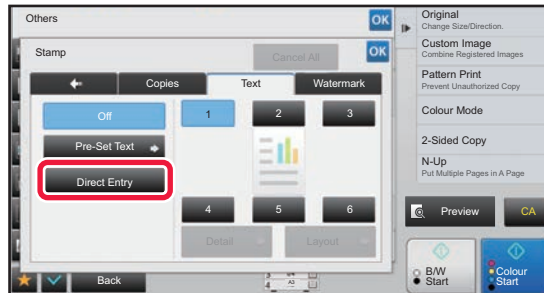 Others
OK
Stamp
Cancel All
OK
Copies
Text
Watermark
Off
1
2
3
Pre-Set Text
Direct Entry
4
5
6
Detail
Layout
Back
A3
Original
Change Size/Direction.
Custom Image
Combine Registered Images
Pattern Print
Prevent Unauthorized Copy
Colour Mode
2-Sided Copy
N-Up
Put Multiple Pages in A Page
Preview
CA
B/W
Start
Colour
Start